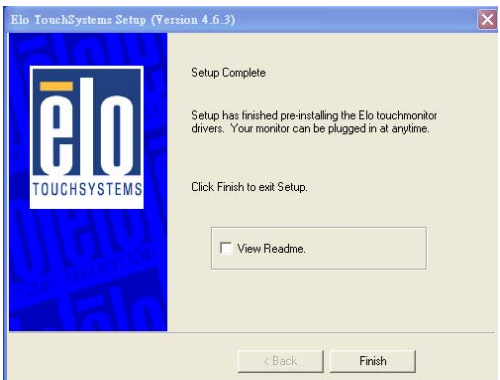 Elo TouchSystems Setup (Version 4.6.3)
elo
TOUCHSYSTEMS
Setup Complete
Setup has finished pre-installing the Elo touchmonitor
drivers. Your monitor can be plugged in at anytime.
Click Finish to exit Setup.
View Readme.
< Back
Finish